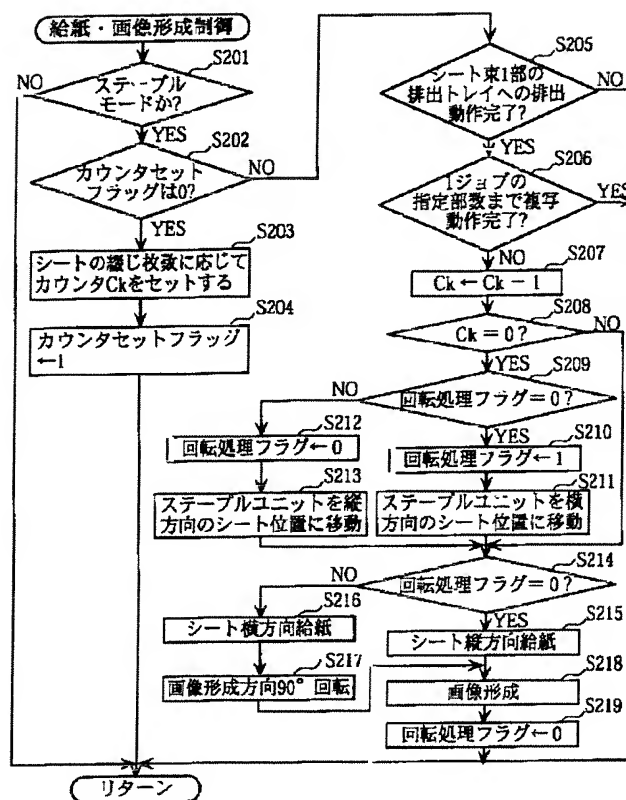 給紙・画像形成制御
S201
ステープル
モードか?
NO
YES
S202
カウンタセット
フラッグは0?
NO
YES
S203
シートの綴じ枚数に応じて
カウンタCkをセットする
S204
カウンタセットフラッグ
←1
S205
シート束1部の
排出トレイへの排出
動作完了?
NO
YES
S206
1ジョブの
指定部数まで複写
動作完了?
YES
NO
S207
Ck ← Ck − 1
S208
Ck = 0?
NO
YES
S209
回転処理フラグ=0?
NO
YES
S212
回転処理フラグ←0
S210
回転処理フラグ←1
S213
ステープルユニットを縦
方向のシート位置に移動
S211
ステープルユニットを横
方向のシート位置に移動
S214
回転処理フラグ=0?
NO
YES
S216
シート横方向給紙
S215
シート縦方向給紙
S217
画像形成方向90°回転
S218
画像形成
S219
回転処理フラグ←0
リターン